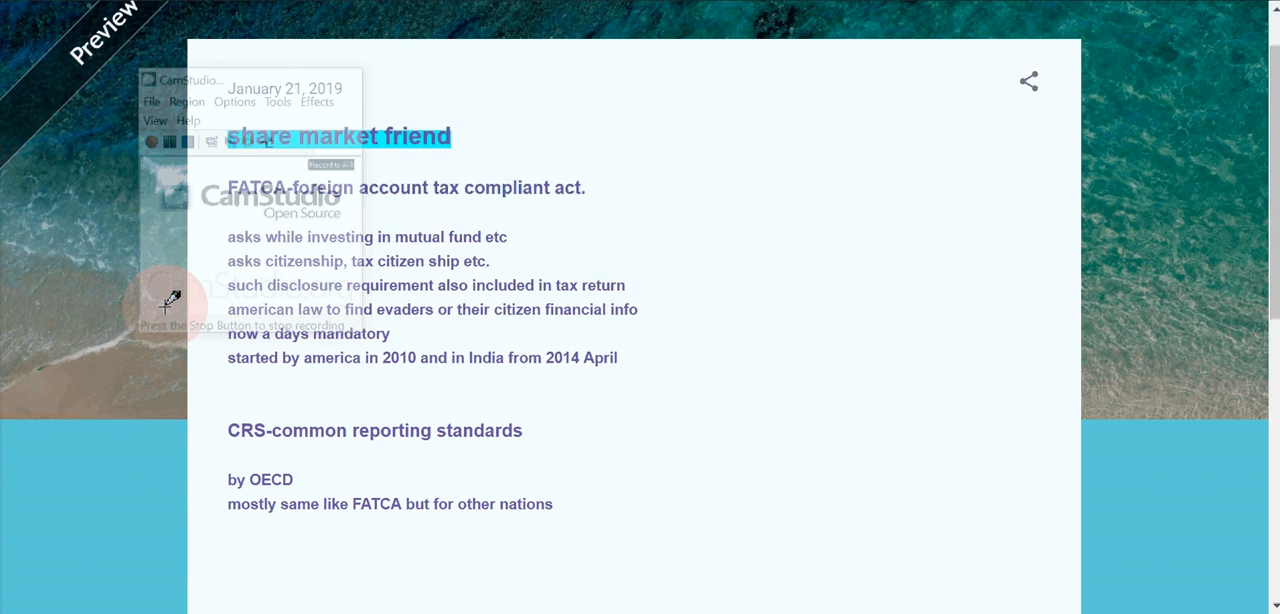 Preview
CamStudio...
January 21, 2019
File Region Options Tools Effects
View Help
share market friend
Record to AVI
FATCA-foreign account tax compliant act.
CamStudio
Open Source
asks while investing in mutual fund etc
asks citizenship, tax citizen ship etc.
such disclosure requirement also included in tax return
CamStudio.org
american law to find evaders or their citizen financial info
Press the Stop Button to stop recording
now a days mandatory
started by america in 2010 and in India from 2014 April
CRS-common reporting standards
by OECD
mostly same like FATCA but for other nations